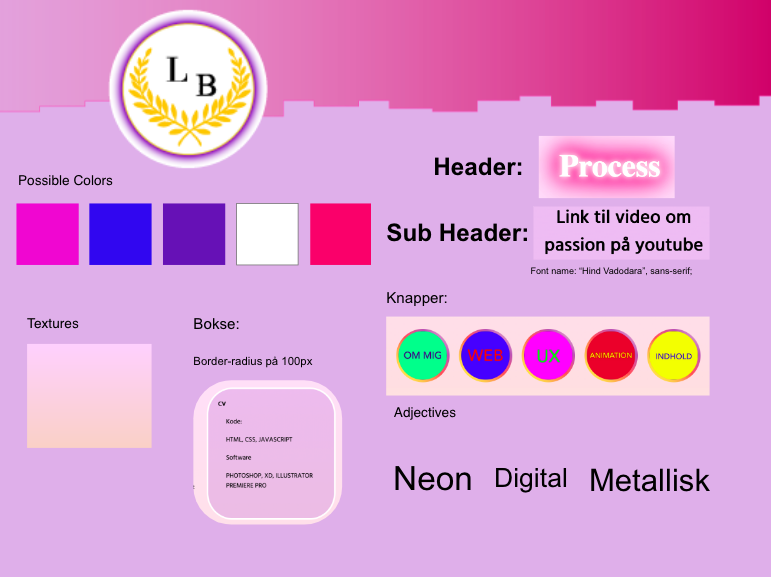 L B
Possible Colors
Header:
Process
Sub Header:
Link til video om
passion på youtube
Font name: “Hind Vadodara”, sans-serif;
Textures
Bokse:
Border-radius på 100px
CV
Kode:
HTML, CSS, JAVASCRIPT
Software
PHOTOSHOP, XD, ILLUSTRATOR
PREMIERE PRO
Knapper:
OM MIG
WEB
UX
ANIMATION
INDHOLD
Adjectives
Neon Digital Metallisk